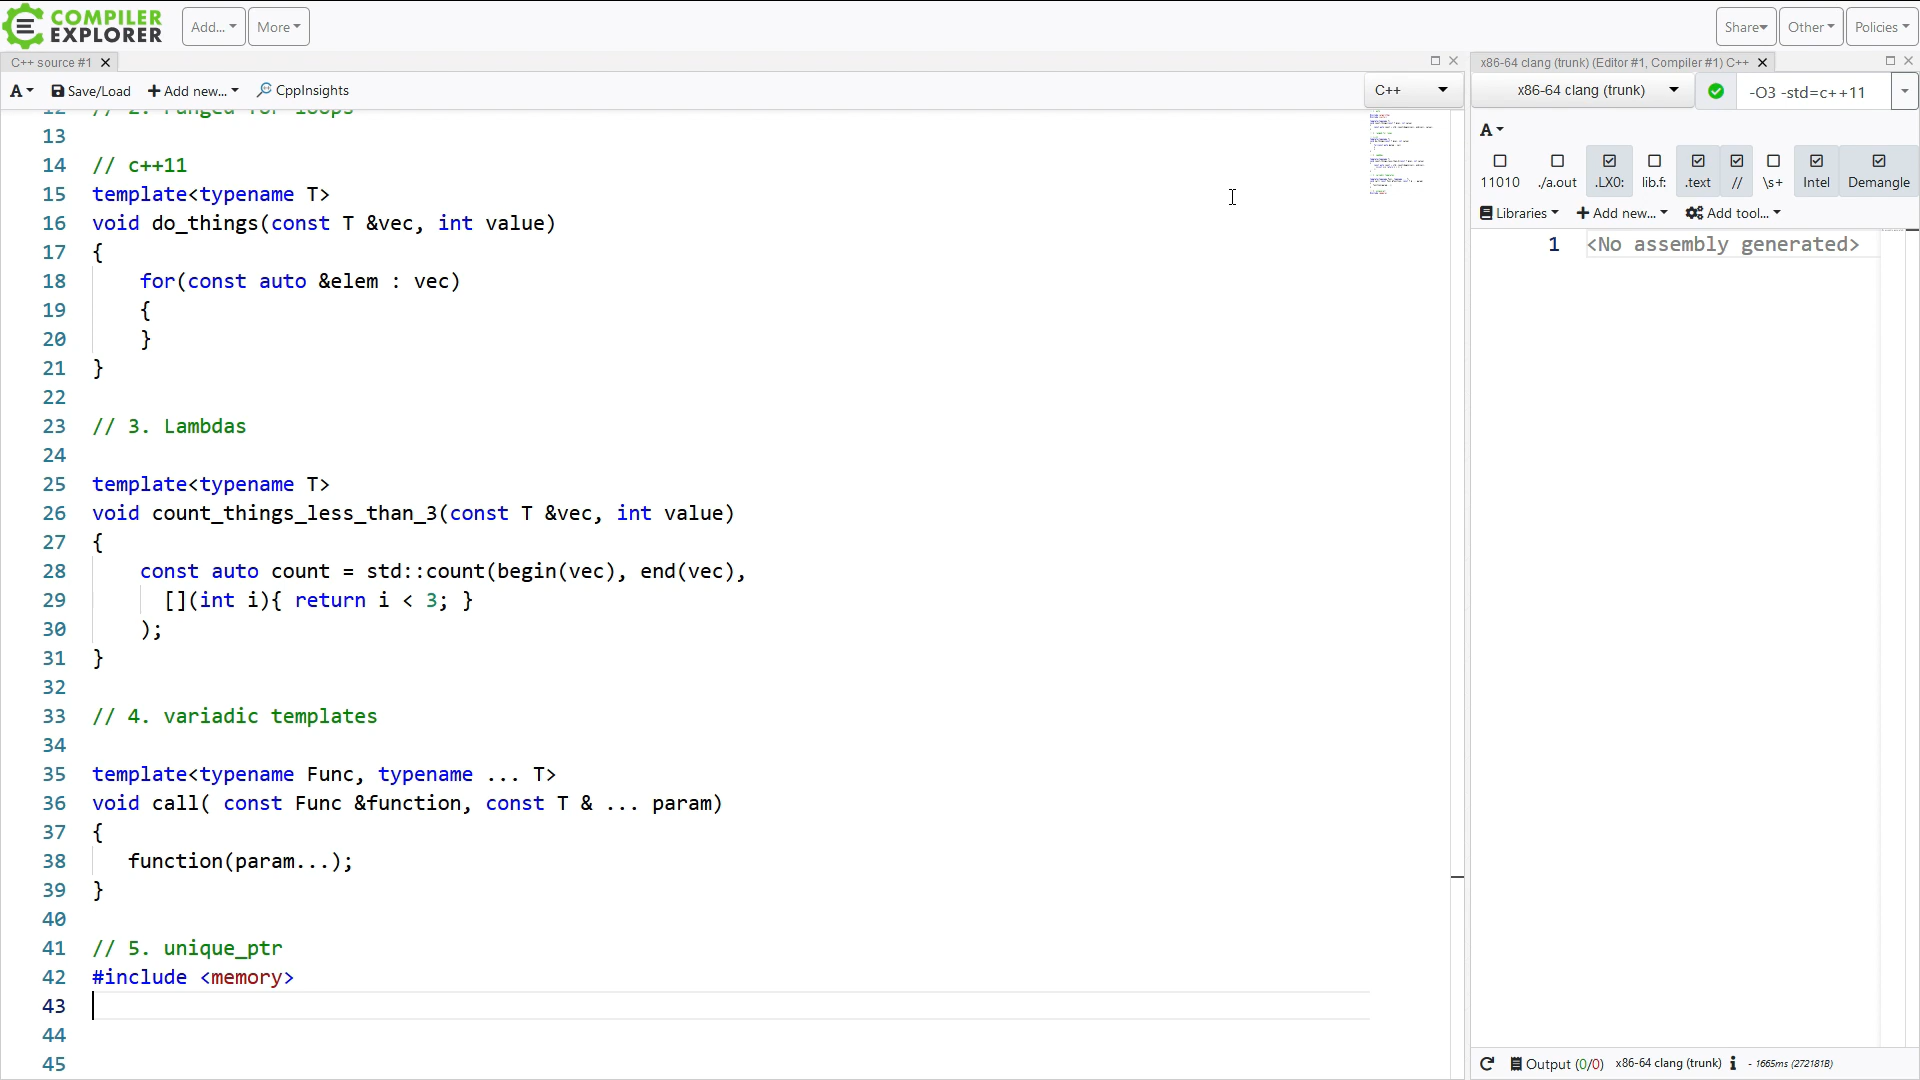 COMPILER
EXPLORER
Add...
More
Share
Other
Policies
C++ source #1
x86-64 clang (trunk) (Editor #1, Compiler #1) C++
A
Save/Load
Add new...
CppInsights
C++
x86-64 clang (trunk)
-O3 -std=c++11
A
11010
./a.out
.LX0:
lib.f:
.text
//
\s+
Intel
Demangle
Libraries
Add new...
Add tool...
1 <No assembly generated>
12 // 2. ranged for loops
13
14 // c++11
15 template<typename T>
16 void do_things(const T &vec, int value)
17 {
18 for(const auto &elem : vec)
19 {
20 }
21 }
22
23 // 3. Lambdas
24
25 template<typename T>
26 void count_things_less_than_3(const T &vec, int value)
27 {
28 const auto count = std::count(begin(vec), end(vec),
29 [](int i){ return i < 3; }
30 );
31 }
32
33 // 4. variadic templates
34
35 template<typename Func, typename ... T>
36 void call( const Func &function, const T & ... param)
37 {
38 function(param...);
39 }
40
41 // 5. unique_ptr
42 #include <memory>
43
44
45
Output (0/0) x86-64 clang (trunk) i - 1665ms (272181B)